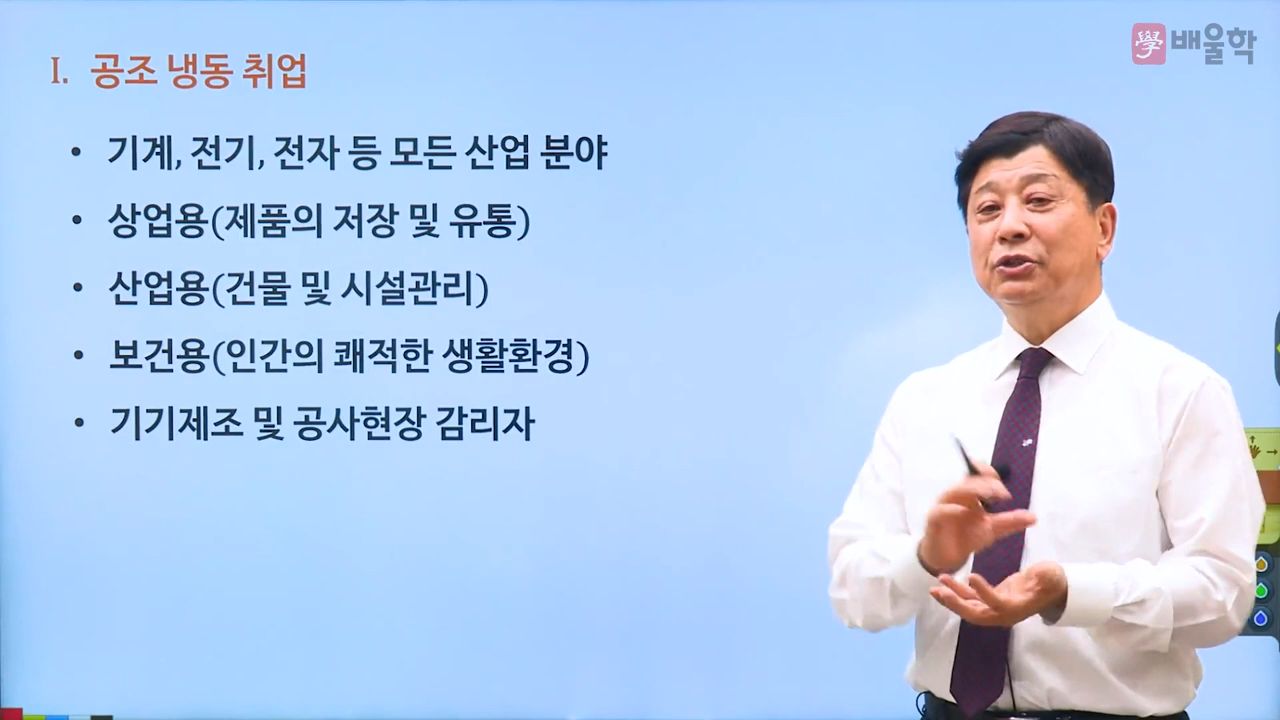 學 배울학
I. 공조 냉동 취업
• 기계, 전기, 전자 등 모든 산업 분야
• 상업용(제품의 저장 및 유통)
• 산업용(건물 및 시설관리)
• 보건용(인간의 쾌적한 생활환경)
• 기기제조 및 공사현장 감리자